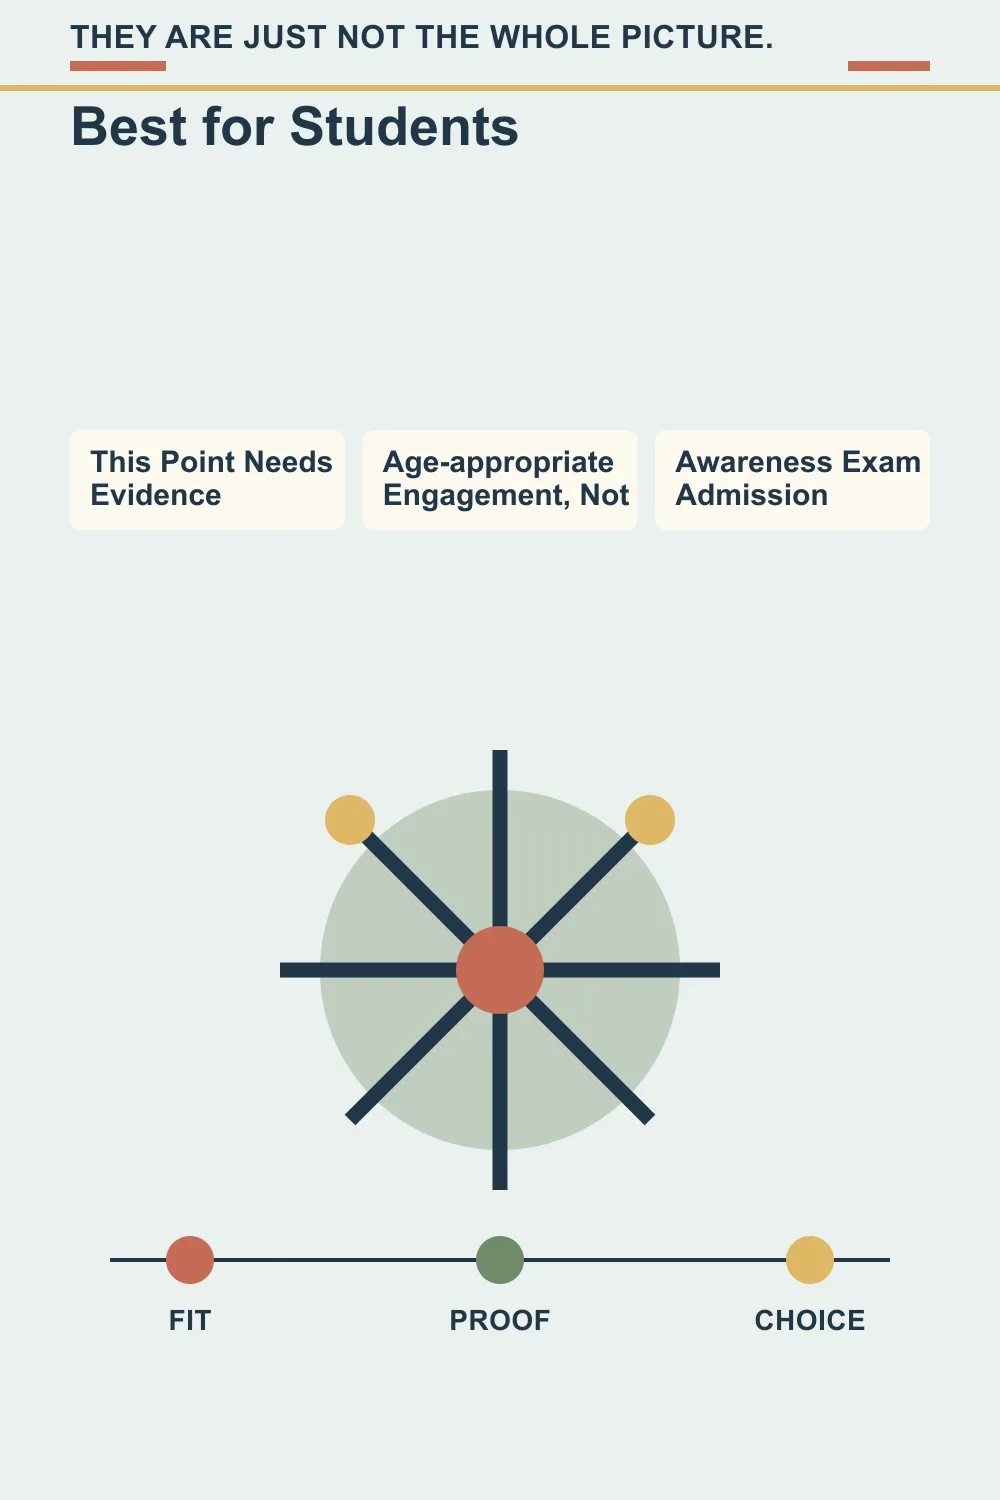 THEY ARE JUST NOT THE WHOLE PICTURE.
Best for Students
This Point Needs
Evidence
Age-appropriate
Engagement, Not
Awareness Exam
Admission
FIT
PROOF
CHOICE